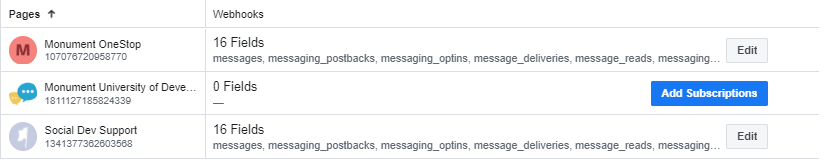 Pages ↑ Webhooks
M Monument OneStop
107076720958770
16 Fields
messages, messaging_postbacks, messaging_optins, message_deliveries, message_reads, messaging…
Edit
Monument University of Deve…
1811127185824339
0 Fields
—
Add Subscriptions
Social Dev Support
1341377362603568
16 Fields
messages, messaging_postbacks, messaging_optins, message_deliveries, message_reads, messaging…
Edit